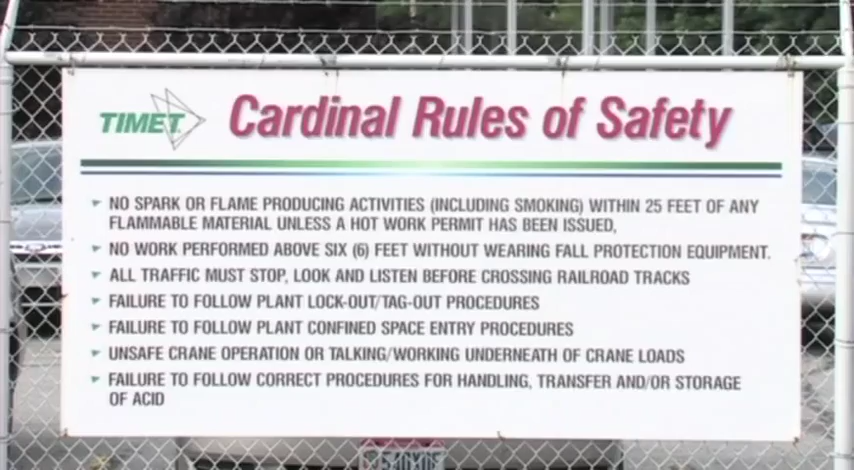 TIMET
Cardinal Rules of Safety
NO SPARK OR FLAME PRODUCING ACTIVITIES (INCLUDING SMOKING) WITHIN 25 FEET OF ANY
FLAMMABLE MATERIAL UNLESS A HOT WORK PERMIT HAS BEEN ISSUED,
NO WORK PERFORMED ABOVE SIX (6) FEET WITHOUT WEARING FALL PROTECTION EQUIPMENT.
ALL TRAFFIC MUST STOP, LOOK AND LISTEN BEFORE CROSSING RAILROAD TRACKS
FAILURE TO FOLLOW PLANT LOCK-OUT/TAG-OUT PROCEDURES
FAILURE TO FOLLOW PLANT CONFINED SPACE ENTRY PROCEDURES
UNSAFE CRANE OPERATION OR TALKING/WORKING UNDERNEATH OF CRANE LOADS
FAILURE TO FOLLOW CORRECT PROCEDURES FOR HANDLING, TRANSFER AND/OR STORAGE
OF ACID